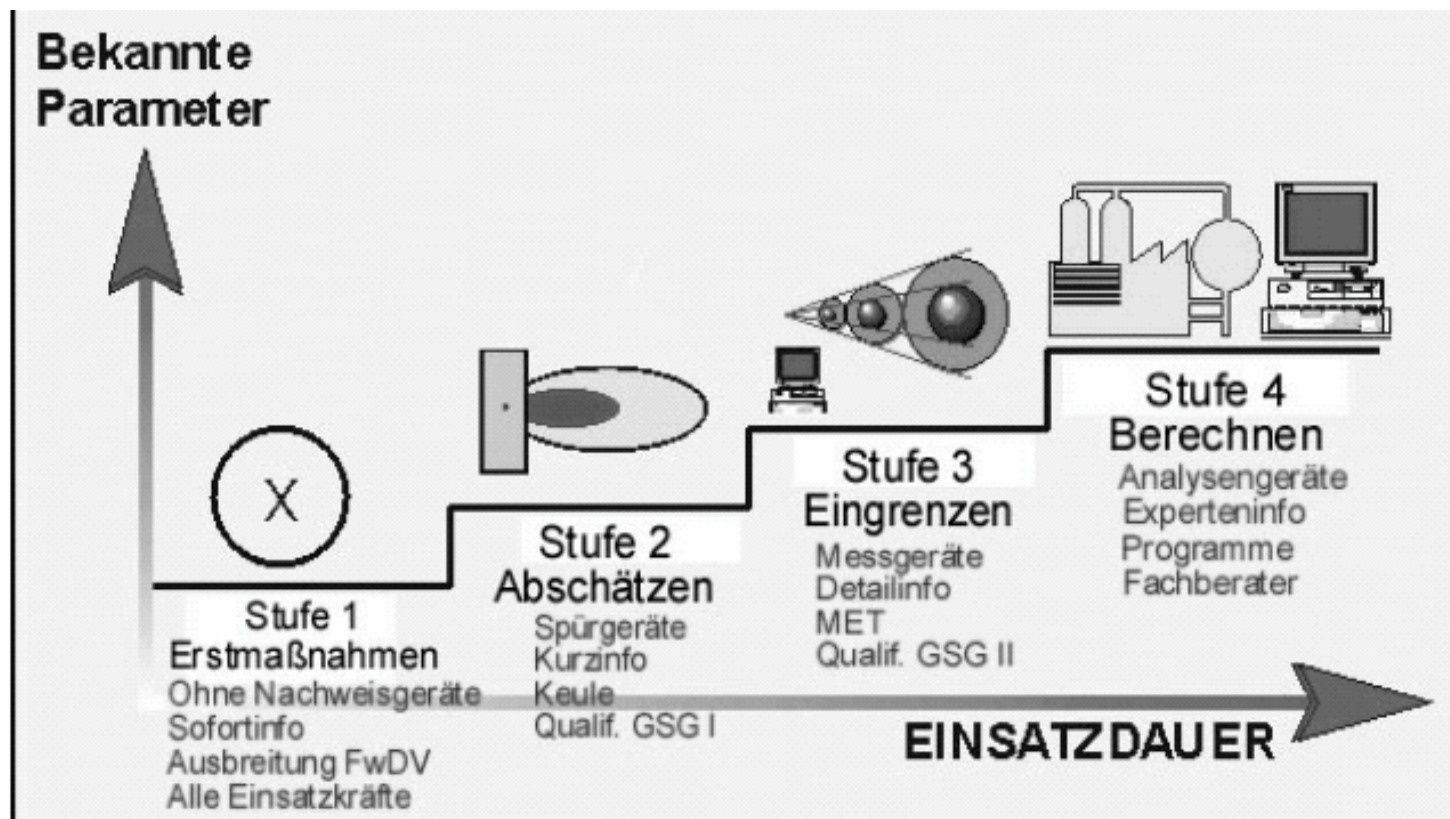 Bekannte
Parameter
X
Stufe 1
Erstmaßnahmen
Ohne Nachweisgeräte
Sofortinfo
Ausbreitung FwDV
Alle Einsatzkräfte
Stufe 2
Abschätzen
Spürgeräte
Kurzinfo
Keule
Qualif. GSG I
Stufe 3
Eingrenzen
Messgeräte
Detailinfo
MET
Qualif. GSG II
Stufe 4
Berechnen
Analysengeräte
Experteninfo
Programme
Fachberater
EINSATZDAUER